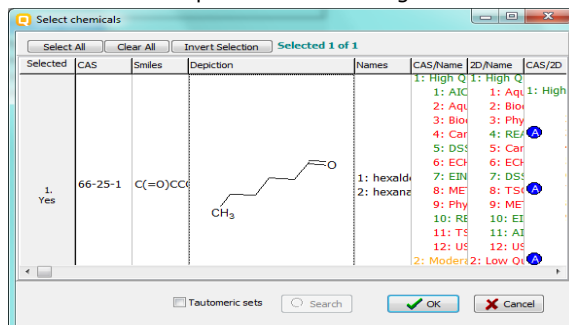 Select chemicals
Select All Clear All Invert Selection Selected 1 of 1
Selected CAS Smiles Depiction Names CAS/Name 2D/Name CAS/2D
1: High Q 1: High Q
1: AIC 1: Aqu 1: High
2: Aqu 2: Bio
3: Bio 3: Phy
4: Car 4: REA A
5: DSS 5: Car
6: ECH 6: ECH
1. Yes 66-25-1 C(=O)CC( O CH3 1: hexald 2: hexana
7: EIN 7: DSS
8: ME 8: TS A
9: Phy 9: ME
10: RE 10: EI
11: TS 11: AI
12: US 12: US
2: Modera 2: Low Q A
Tautomeric sets Search OK Cancel